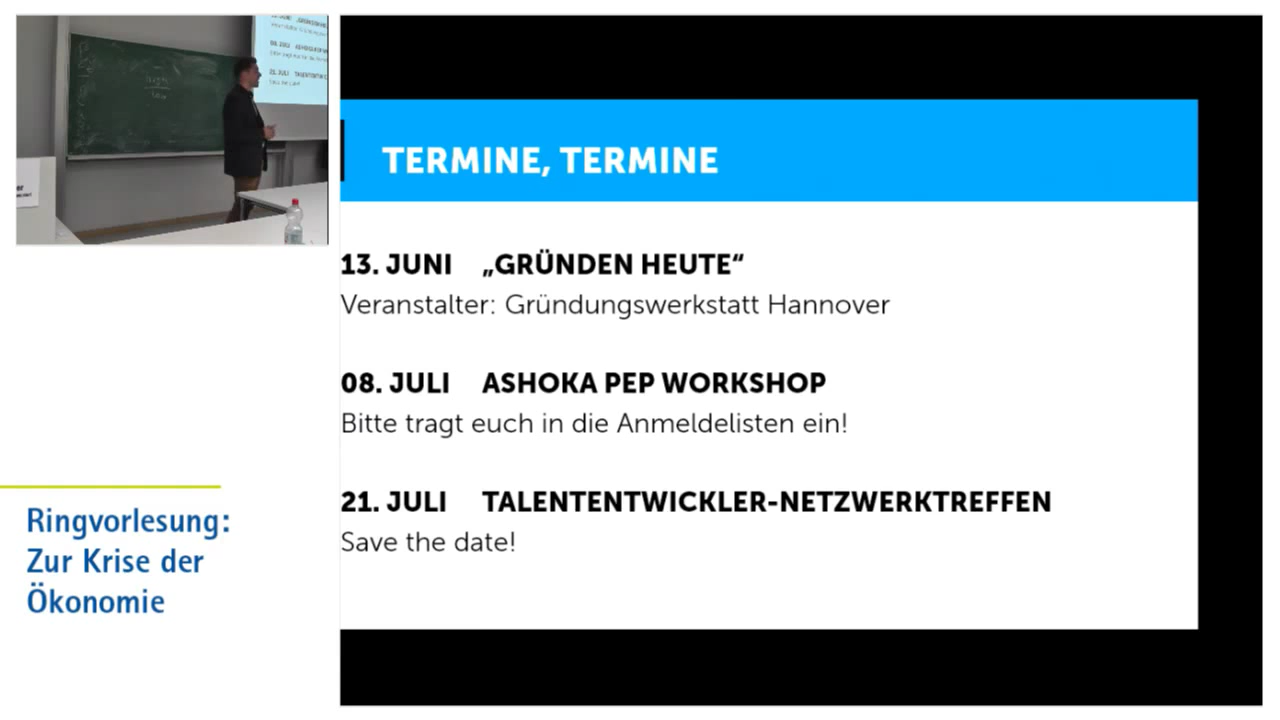 TERMINE, TERMINE
13. JUNI „GRÜNDEN HEUTE“
Veranstalter: Gründungswerkstatt Hannover
08. JULI ASHOKA PEP WORKSHOP
Bitte tragt euch in die Anmeldelisten ein!
21. JULI TALENTENTWICKLER-NETZWERKTREFFEN
Save the date!
Ringvorlesung:
Zur Krise der
Ökonomie